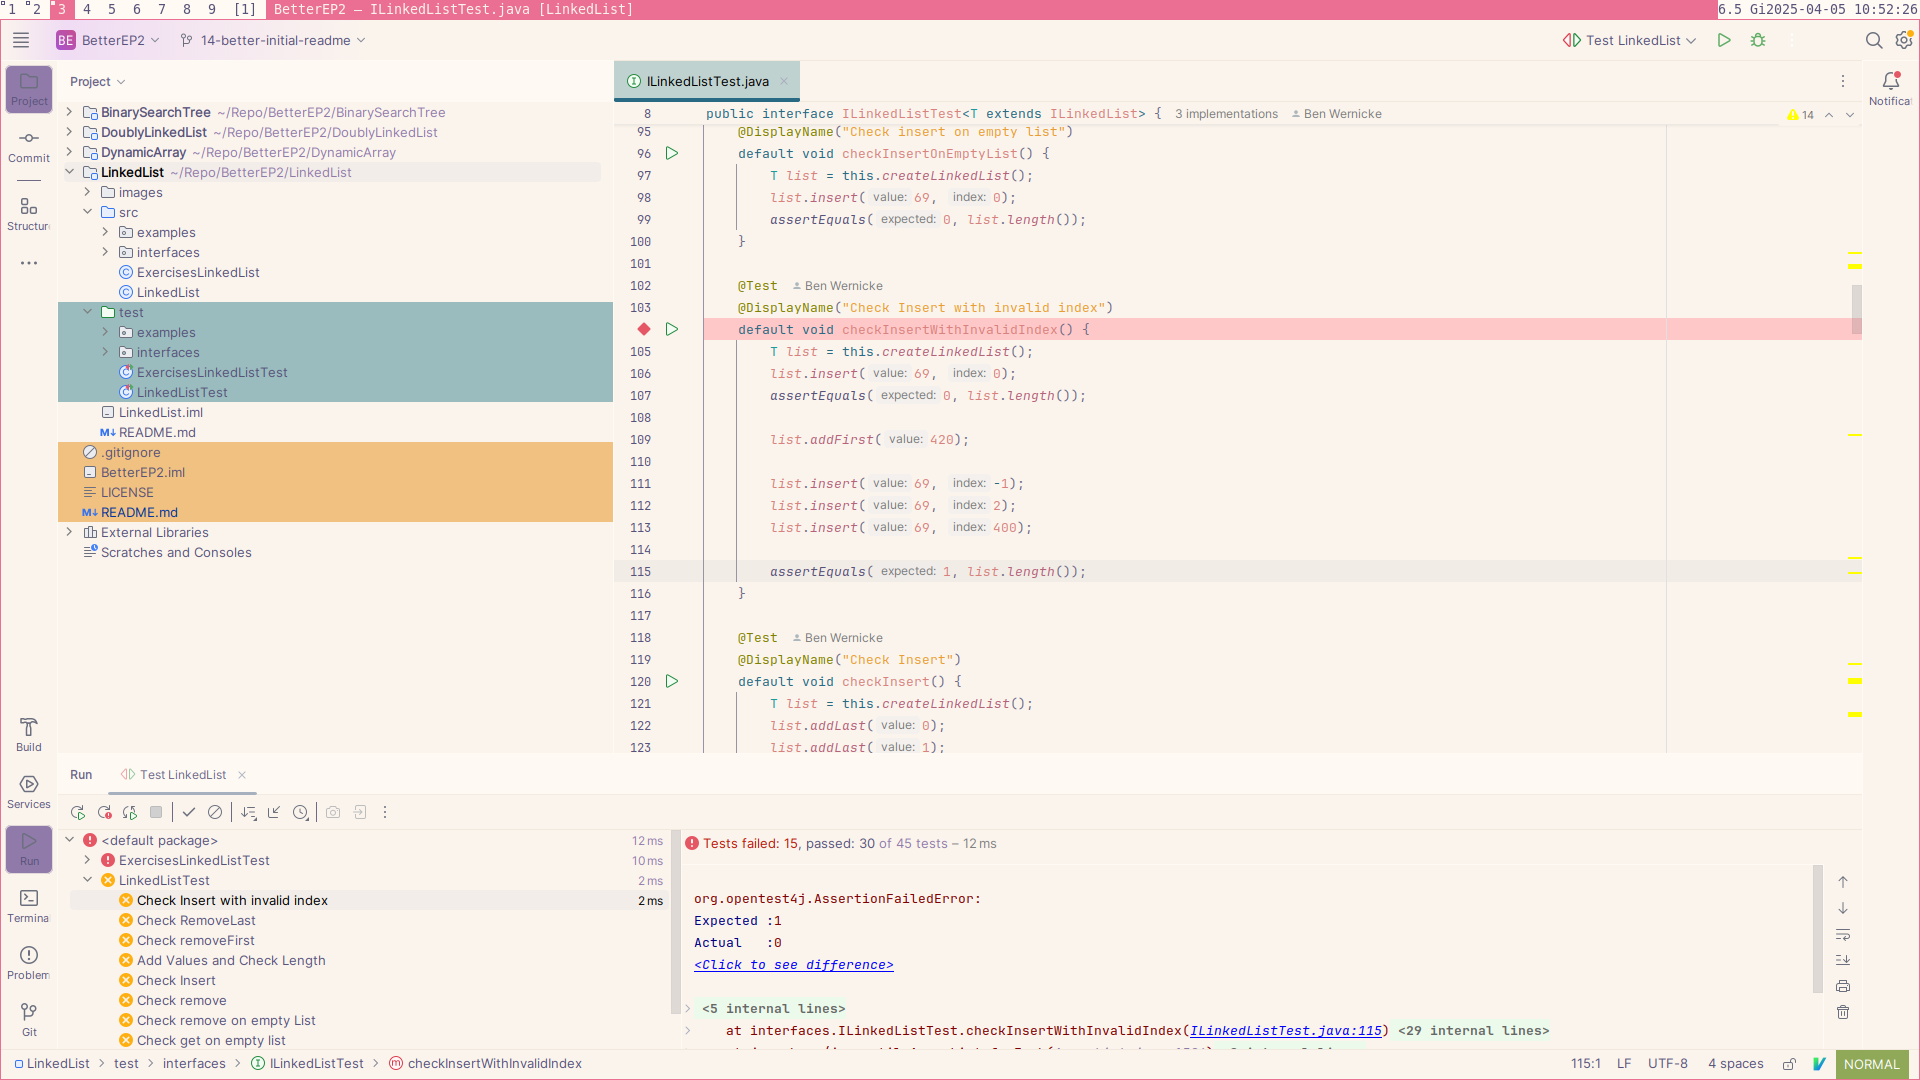 1 2 3 4 5 6 7 8 9 [1] BetterEP2 – ILinkedListTest.java [LinkedList] 6.5 Gi2025-04-05 10:52:26
BE BetterEP2 14-better-initial-readme Test LinkedList
Project
Commit
Structur
Build
Services
Run
Termina
Problem
Git
Notifica
Project
BinarySearchTree ~/Repo/BetterEP2/BinarySearchTree
DoublyLinkedList ~/Repo/BetterEP2/DoublyLinkedList
DynamicArray ~/Repo/BetterEP2/DynamicArray
LinkedList ~/Repo/BetterEP2/LinkedList
images
src
examples
interfaces
ExercisesLinkedList
LinkedList
test
examples
interfaces
ExercisesLinkedListTest
LinkedListTest
LinkedList.iml
README.md
.gitignore
BetterEP2.iml
LICENSE
README.md
External Libraries
Scratches and Consoles
ILinkedListTest.java
8 public interface ILinkedListTest<T extends ILinkedList> { 3 implementations Ben Wernicke 14
95 @DisplayName("Check insert on empty list")
96 default void checkInsertOnEmptyList() {
97 T list = this.createLinkedList();
98 list.insert( value: 69, index: 0);
99 assertEquals( expected: 0, list.length());
100 }
101
102 @Test Ben Wernicke
103 @DisplayName("Check Insert with invalid index")
default void checkInsertWithInvalidIndex() {
105 T list = this.createLinkedList();
106 list.insert( value: 69, index: 0);
107 assertEquals( expected: 0, list.length());
108
109 list.addFirst( value: 420);
110
111 list.insert( value: 69, index: -1);
112 list.insert( value: 69, index: 2);
113 list.insert( value: 69, index: 400);
114
115 assertEquals( expected: 1, list.length());
116 }
117
118 @Test Ben Wernicke
119 @DisplayName("Check Insert")
120 default void checkInsert() {
121 T list = this.createLinkedList();
122 list.addLast( value: 0);
123 list.addLast( value: 1);
Run Test LinkedList
<default package> 12 ms
ExercisesLinkedListTest 10 ms
LinkedListTest 2 ms
Check Insert with invalid index 2 ms
Check RemoveLast
Check removeFirst
Add Values and Check Length
Check Insert
Check remove
Check remove on empty List
Check get on empty list
Tests failed: 15, passed: 30 of 45 tests – 12 ms
org.opentest4j.AssertionFailedError:
Expected :1
Actual :0
<Click to see difference>
<5 internal lines>
at interfaces.ILinkedListTest.checkInsertWithInvalidIndex(ILinkedListTest.java:115) <29 internal lines>
LinkedList > test > interfaces > ILinkedListTest > checkInsertWithInvalidIndex 115:1 LF UTF-8 4 spaces NORMAL